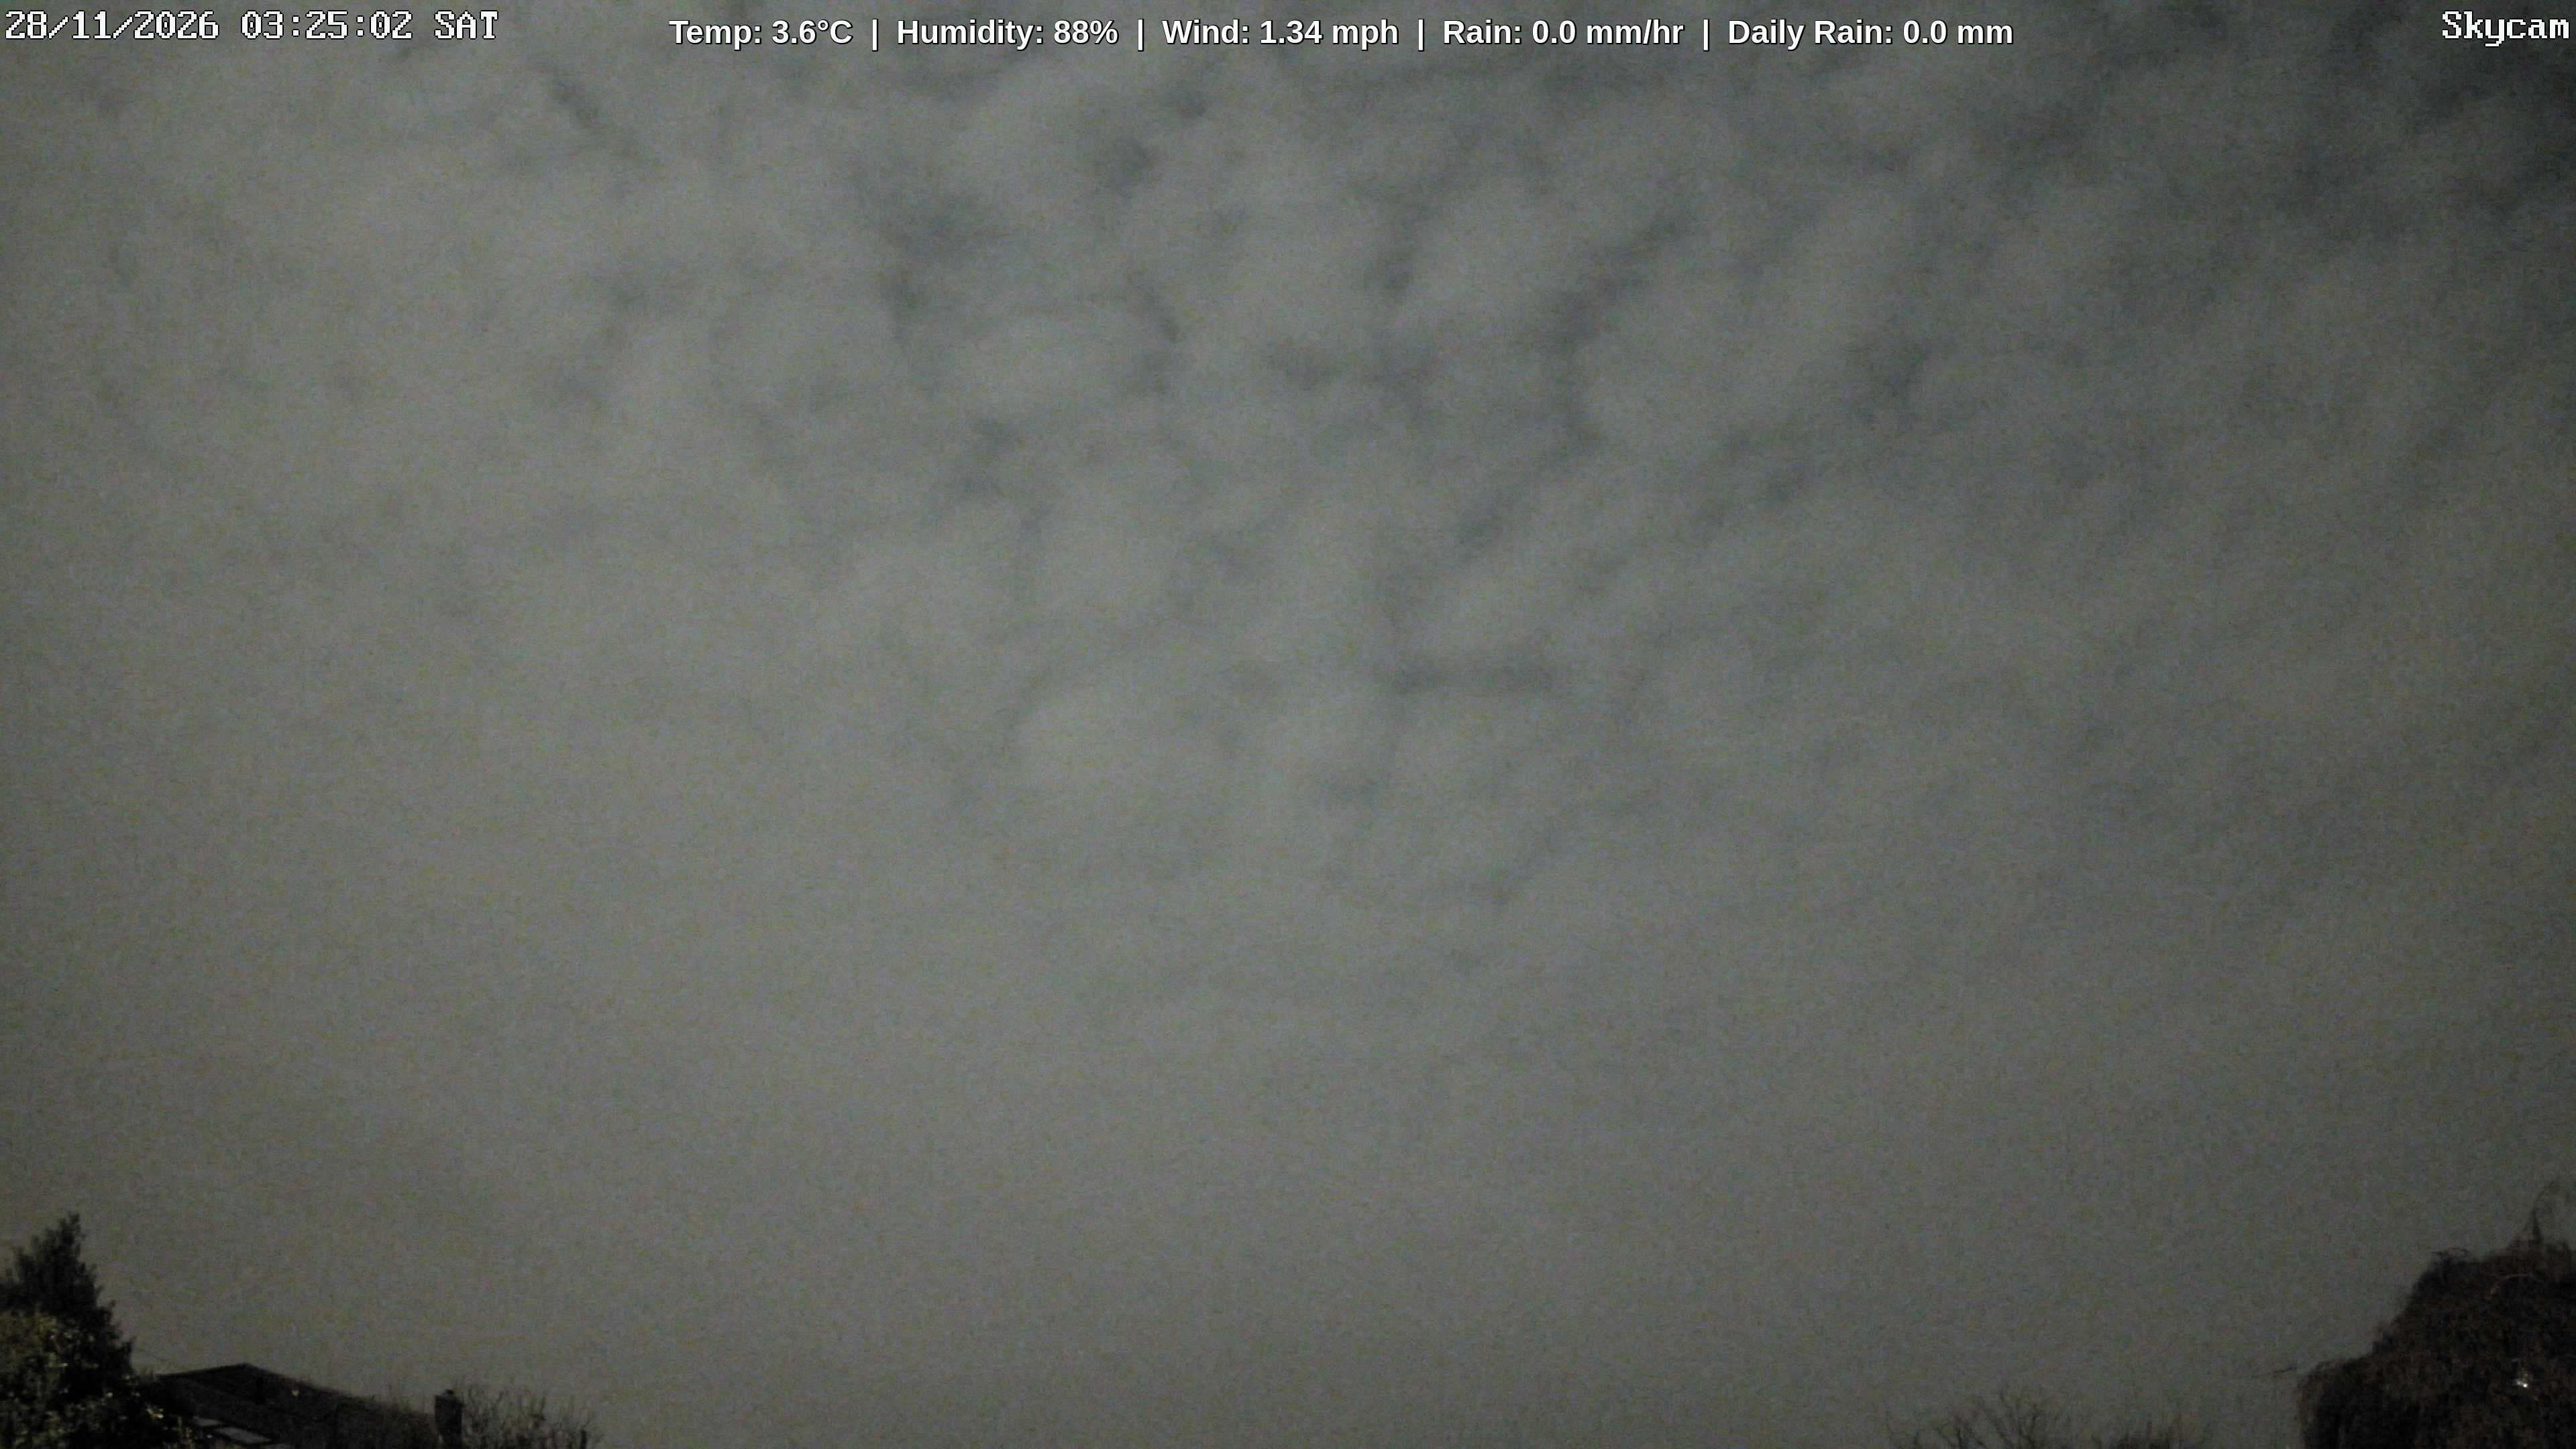 28/11/2026 03:25:02 SAT
Temp: 3.6°C | Humidity: 88% | Wind: 1.34 mph | Rain: 0.0 mm/hr | Daily Rain: 0.0 mm
Skycam